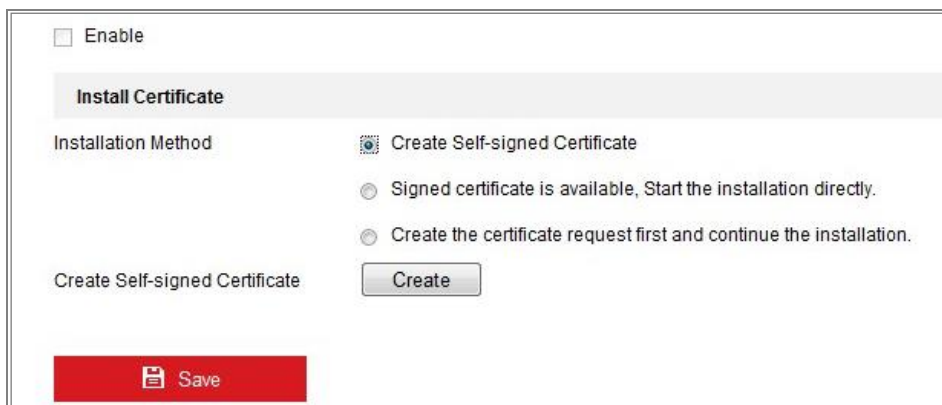 Enable
Install Certificate
Installation Method
Create Self-signed Certificate
Signed certificate is available, Start the installation directly.
Create the certificate request first and continue the installation.
Create Self-signed Certificate
Create
Save